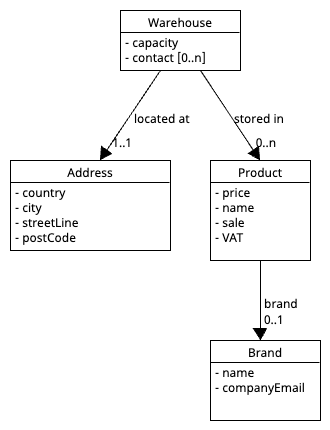 Warehouse
- capacity
- contact [0..n]
located at
stored in
1..1
0..n
Address
- country
- city
- streetLine
- postCode
Product
- price
- name
- sale
- VAT
brand
0..1
Brand
- name
- companyEmail